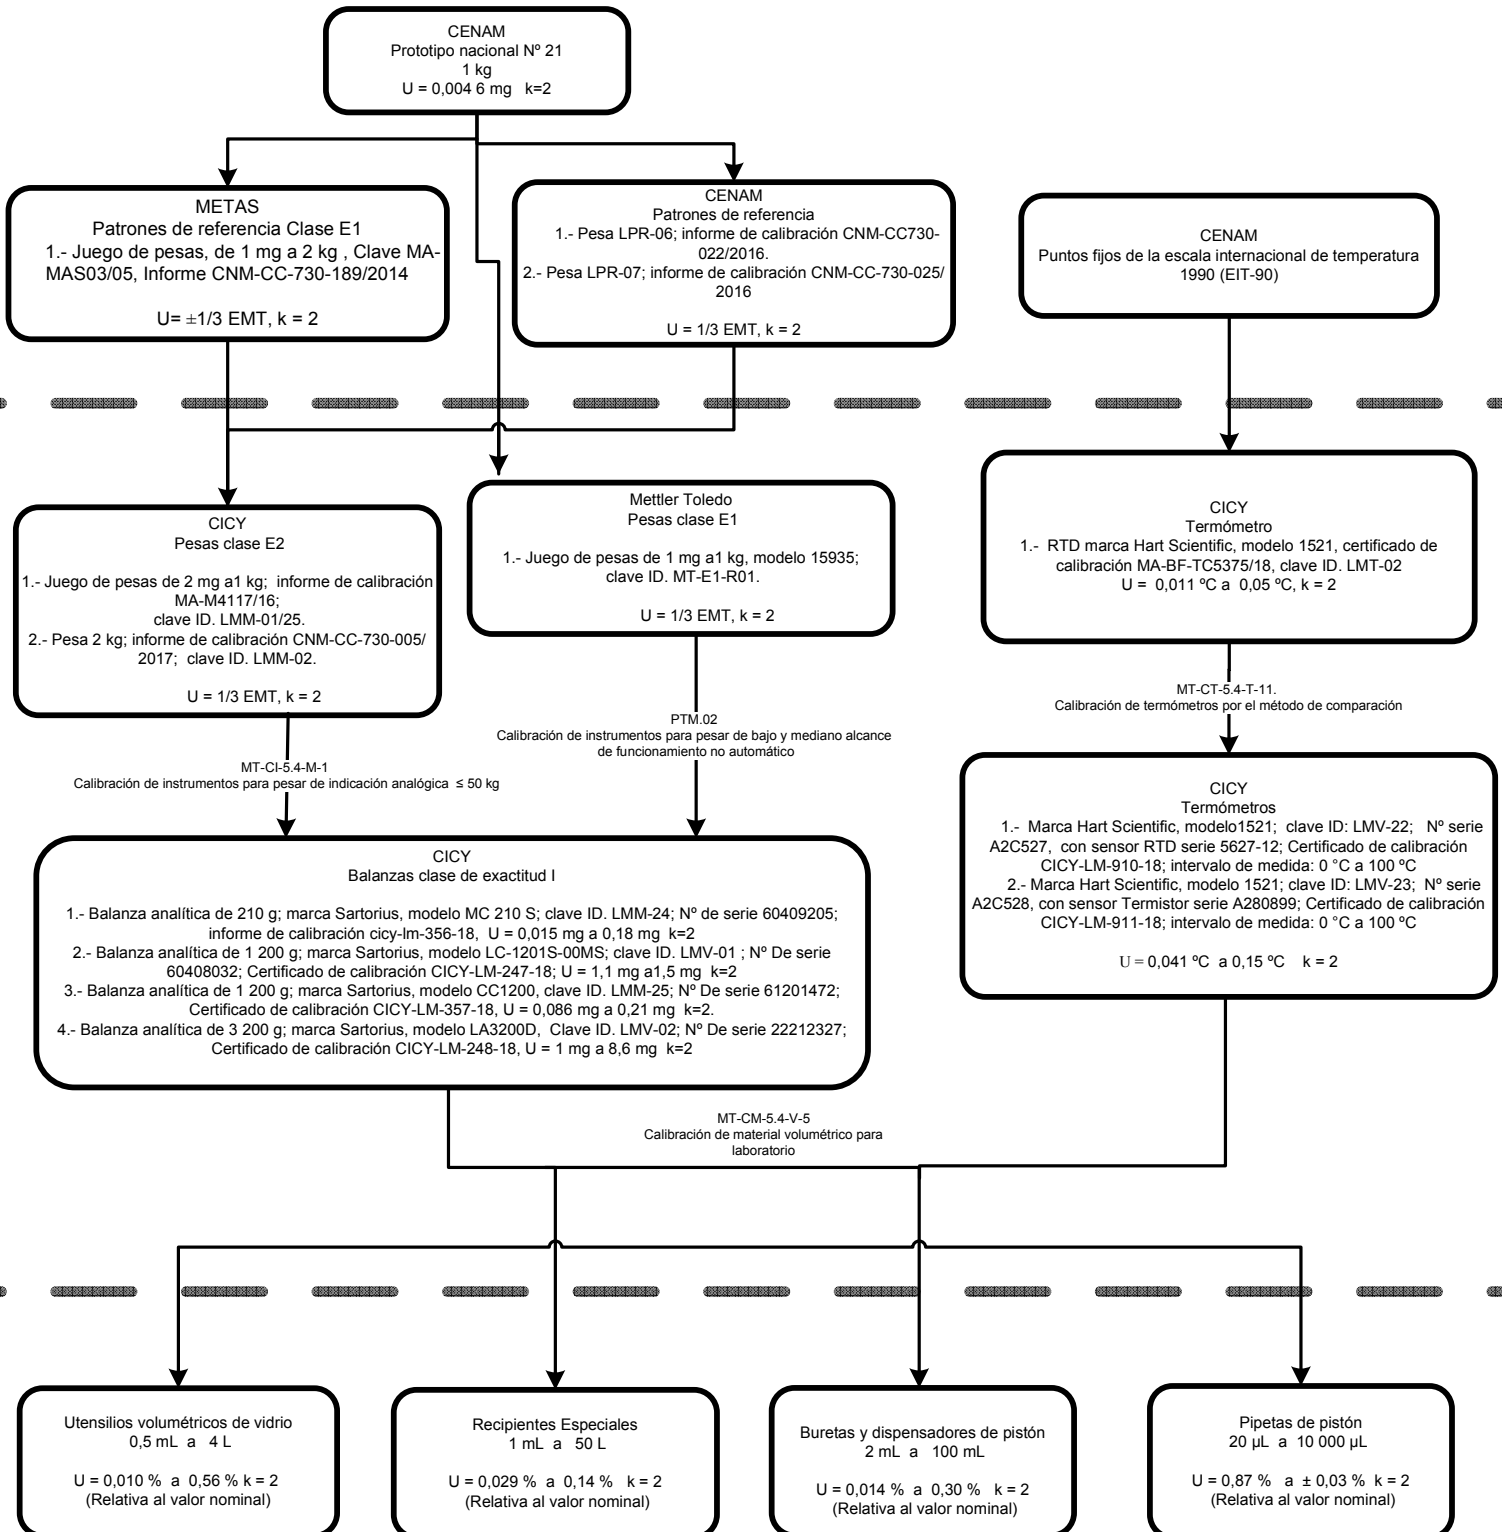 CENAM
Prototipo nacional Nº 21
1 kg
U = 0,004 6 mg   k=2
METAS
Patrones de referencia Clase E1
1.- Juego de pesas, de 1 mg a 2 kg , Clave MA-
MAS03/05, Informe CNM-CC-730-189/2014
U= ±1/3 EMT, k = 2
CENAM
Patrones de referencia
1.- Pesa LPR-06; informe de calibración CNM-CC730-
022/2016.
2.- Pesa LPR-07; informe de calibración CNM-CC-730-025/
2016
U = 1/3 EMT, k = 2
CENAM
Puntos fijos de la escala internacional de temperatura
1990 (EIT-90)
CICY
Pesas clase E2
1.- Juego de pesas de 2 mg a1 kg;  informe de calibración
MA-M4117/16;
clave ID. LMM-01/25.
2.- Pesa 2 kg; informe de calibración CNM-CC-730-005/
2017;  clave ID. LMM-02.
U = 1/3 EMT, k = 2
Mettler Toledo
Pesas clase E1
1.- Juego de pesas de 1 mg a1 kg, modelo 15935;
clave ID. MT-E1-R01.
U = 1/3 EMT, k = 2
CICY
Termómetro
1.-  RTD marca Hart Scientific, modelo 1521, certificado de
calibración MA-BF-TC5375/18, clave ID. LMT-02
U =  0,011 ºC a  0,05 ºC, k = 2
MT-CI-5.4-M-1
Calibración de instrumentos para pesar de indicación analógica  ≤ 50 kg
PTM.02
Calibración de instrumentos para pesar de bajo y mediano alcance
de funcionamiento no automático
MT-CT-5.4-T-11.
Calibración de termómetros por el método de comparación
CICY
Balanzas clase de exactitud I
1.- Balanza analítica de 210 g; marca Sartorius, modelo MC 210 S; clave ID. LMM-24; Nº de serie 60409205;
informe de calibración cicy-lm-356-18,  U = 0,015 mg a 0,18 mg  k=2
2.- Balanza analítica de 1 200 g; marca Sartorius, modelo LC-1201S-00MS; clave ID. LMV-01 ; Nº De serie
60408032; Certificado de calibración CICY-LM-247-18; U = 1,1 mg a1,5 mg  k=2
3.- Balanza analítica de 1 200 g; marca Sartorius, modelo CC1200, clave ID. LMM-25; Nº De serie 61201472;
Certificado de calibración CICY-LM-357-18, U = 0,086 mg a 0,21 mg  k=2.
4.- Balanza analítica de 3 200 g; marca Sartorius, modelo LA3200D,  Clave ID. LMV-02; Nº De serie 22212327;
Certificado de calibración CICY-LM-248-18, U = 1 mg a 8,6 mg  k=2
CICY
Termómetros
1.-  Marca Hart Scientific, modelo1521;  clave ID: LMV-22;   Nº serie
A2C527,  con sensor RTD serie 5627-12; Certificado de calibración
CICY-LM-910-18; intervalo de medida: 0 °C a 100 ºC
2.- Marca Hart Scientific, modelo 1521; clave ID: LMV-23;  Nº serie
A2C528, con sensor Termistor serie A280899; Certificado de calibración
CICY-LM-911-18; intervalo de medida: 0 °C a 100 ºC
U = 0,041 ºC  a 0,15 ºC    k = 2
MT-CM-5.4-V-5
Calibración de material volumétrico para
laboratorio
Utensilios volumétricos de vidrio
0,5 mL  a   4 L
U = 0,010 %  a  0,56 % k = 2
(Relativa al valor nominal)
Recipientes Especiales
1 mL  a   50 L
U = 0,029 %  a  0,14 %   k = 2
(Relativa al valor nominal)
Buretas y dispensadores de pistón
2 mL  a   100 mL
U = 0,014 %  a  0,30 %  k = 2
(Relativa al valor nominal)
Pipetas de pistón
20 µL  a  10 000 µL
U = 0,87 %   a  ± 0,03 %  k = 2
(Relativa al valor nominal)